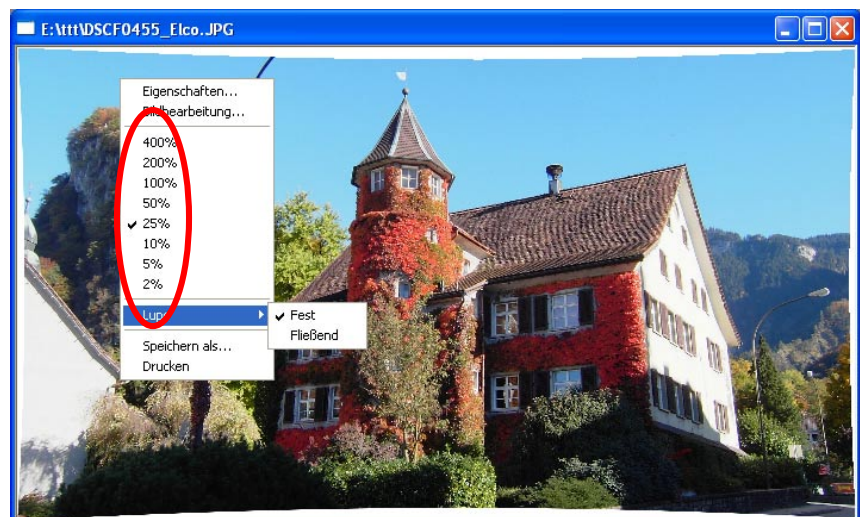 E:\ttt\DSCF0455_Elco.JPG
Eigenschaften...
Bildbearbeitung...
400%
200%
100%
50%
25%
10%
5%
2%
Lupe
Fest
Fließend
Speichern als...
Drucken